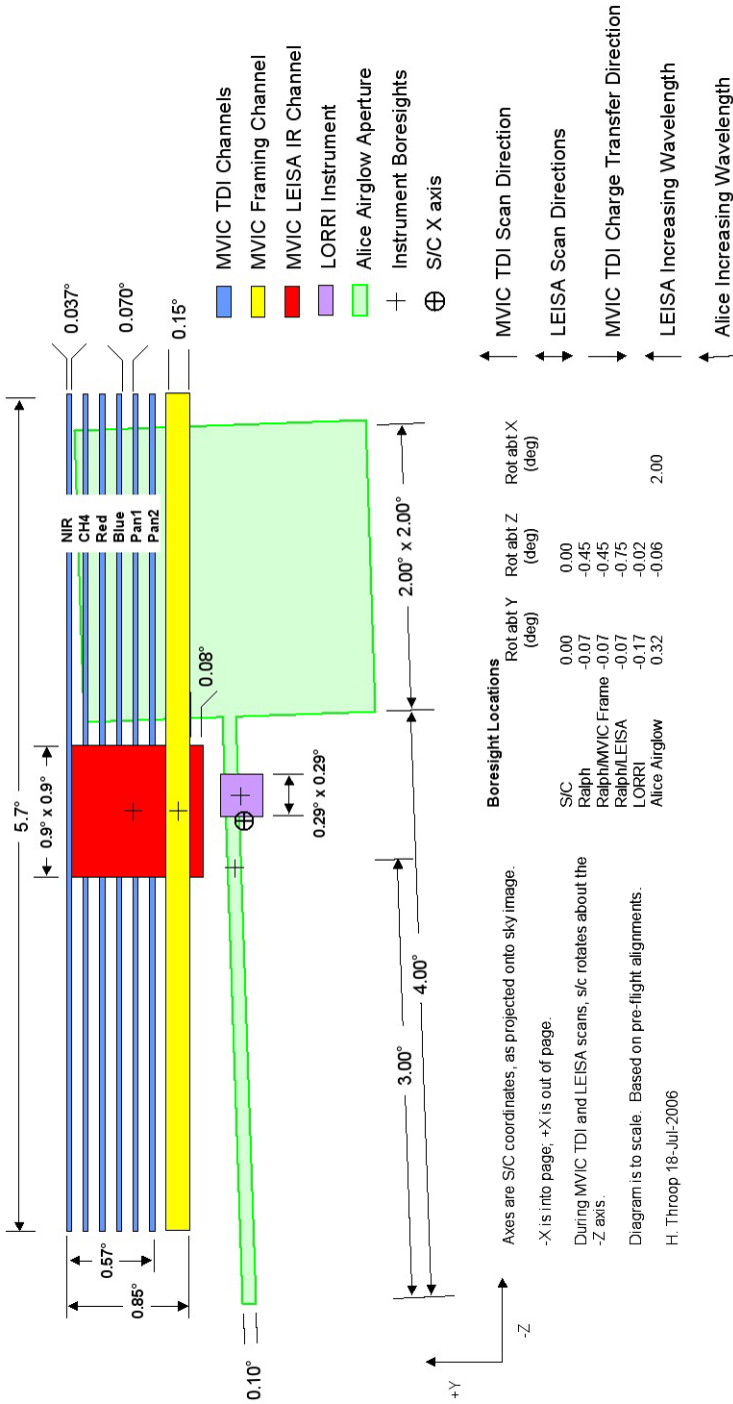 5.7°
0.9° x 0.9°
0.037°
0.070°
0.15°
NIR
CH4
Red
Blue
Pan1
Pan2
0.57°
0.85°
0.08°
0.29° x 0.29°
0.10°
3.00°
4.00°
2.00° x 2.00°
MVIC TDI Channels
MVIC Framing Channel
MVIC LEISA IR Channel
LORRI Instrument
Alice Airglow Aperture
Instrument Boresights
S/C X axis
+Y
-Z
Axes are S/C coordinates, as projected onto sky image.
-X is into page; +X is out of page.
During MVIC TDI and LEISA scans, s/c rotates about the
-Z axis.
Diagram is to scale. Based on pre-flight alignments.
H. Throop 18-Jul-2006
Boresight Locations
Rot abt Y Rot abt Z Rot abt X
(deg) (deg) (deg)
S/C 0.00 0.00
Ralph -0.07 -0.45
Ralph/MVIC Frame -0.07 -0.45
Ralph/LEISA -0.07 -0.75
LORRI -0.17 -0.02
Alice Airglow 0.32 -0.06 2.00
MVIC TDI Scan Direction
LEISA Scan Directions
MVIC TDI Charge Transfer Direction
LEISA Increasing Wavelength
Alice Increasing Wavelength